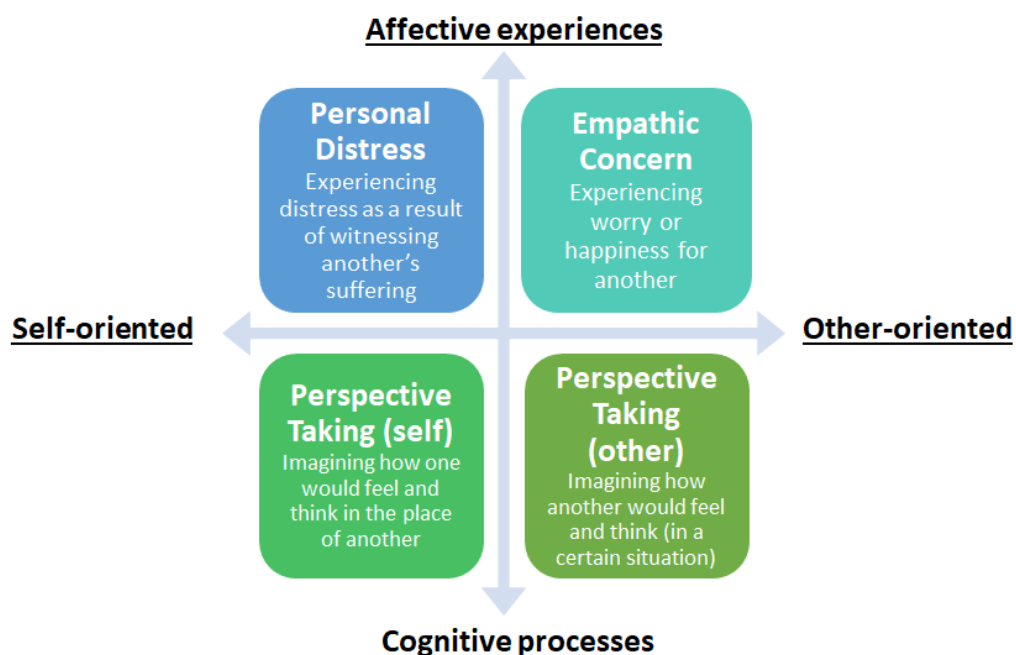 Affective experiences
Personal
Distress
Experiencing
distress as a result
of witnessing
another's
suffering
Empathic
Concern
Experiencing
worry or
happiness for
another
Self-oriented
Other-oriented
Perspective
Taking (self)
Imagining how one
would feel and
think in the place
of another
Perspective
Taking
(other)
Imagining how
another would feel
and think (in a
certain situation)
Cognitive processes